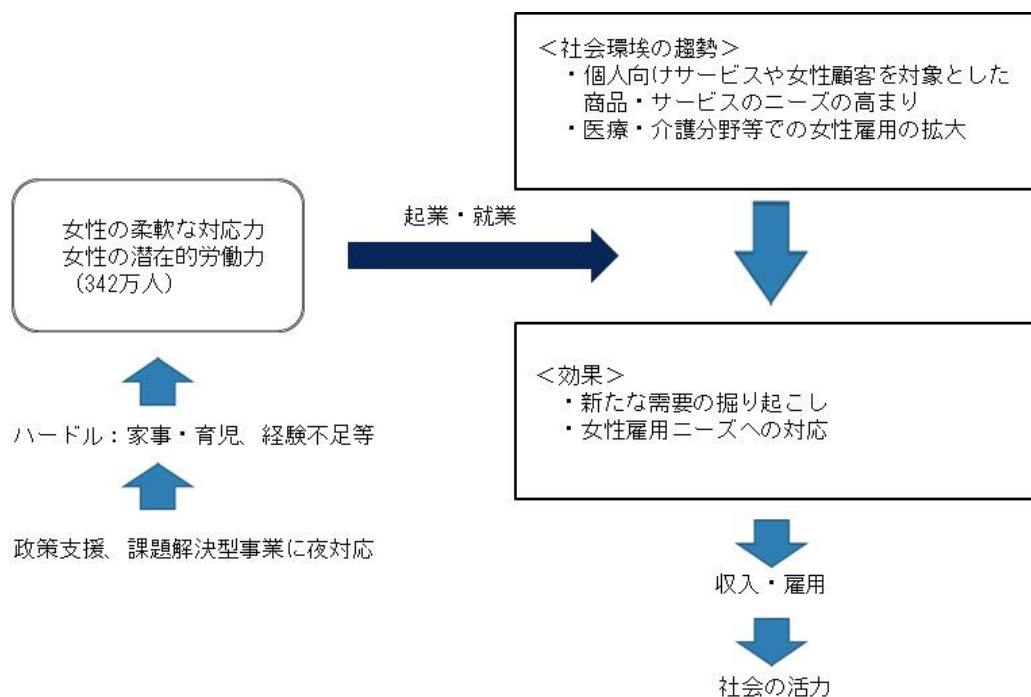 ＜社会環埃の趨勢＞
・個人向けサービスや女性顧客を対象とした
商品・サービスのニーズの高まり
・医療・介護分野等での女性雇用の拡大
女性の柔軟な対応力
女性の潜在的労働力
（342万人）
起業・就業
＜効果＞
・新たな需要の掘り起こし
・女性雇用ニーズへの対応
ハードル：家事・育児、経験不足等
政策支援、課題解決型事業に夜対応
収入・雇用
社会の活力